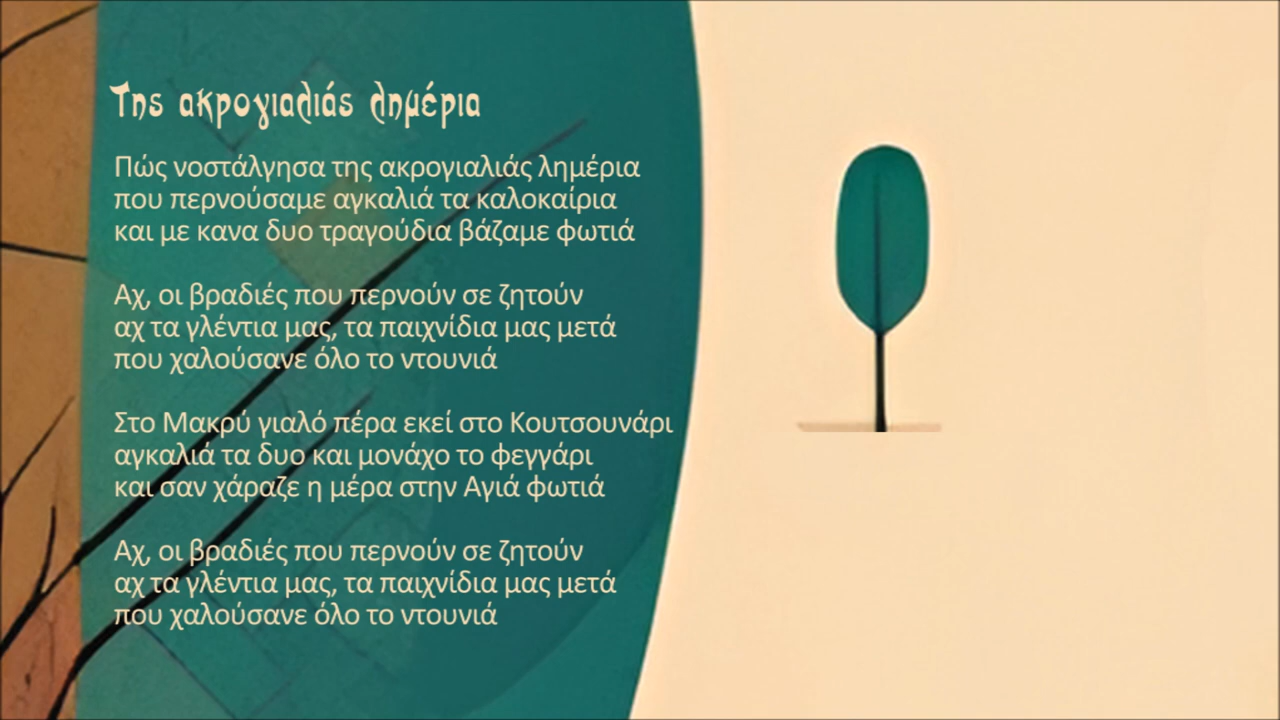 Της ακρογιαλιάς λημέρια
Πώς νοστάλγησα της ακρογιαλιάς λημέρια
που περνούσαμε αγκαλιά τα καλοκαίρια
και με κανα δυο τραγούδια βάζαμε φωτιά
Αχ, οι βραδιές που περνούν σε ζητούν
αχ τα γλέντια μας, τα παιχνίδια μας μετά
που χαλούσανε όλο το ντουνιά
Στο Μακρύ γιαλό πέρα εκεί στο Κουτσουνάρι
αγκαλιά τα δυο και μονάχο το φεγγάρι
και σαν χάραζε η μέρα στην Αγιά φωτιά
Αχ, οι βραδιές που περνούν σε ζητούν
αχ τα γλέντια μας, τα παιχνίδια μας μετά
που χαλούσανε όλο το ντουνιά